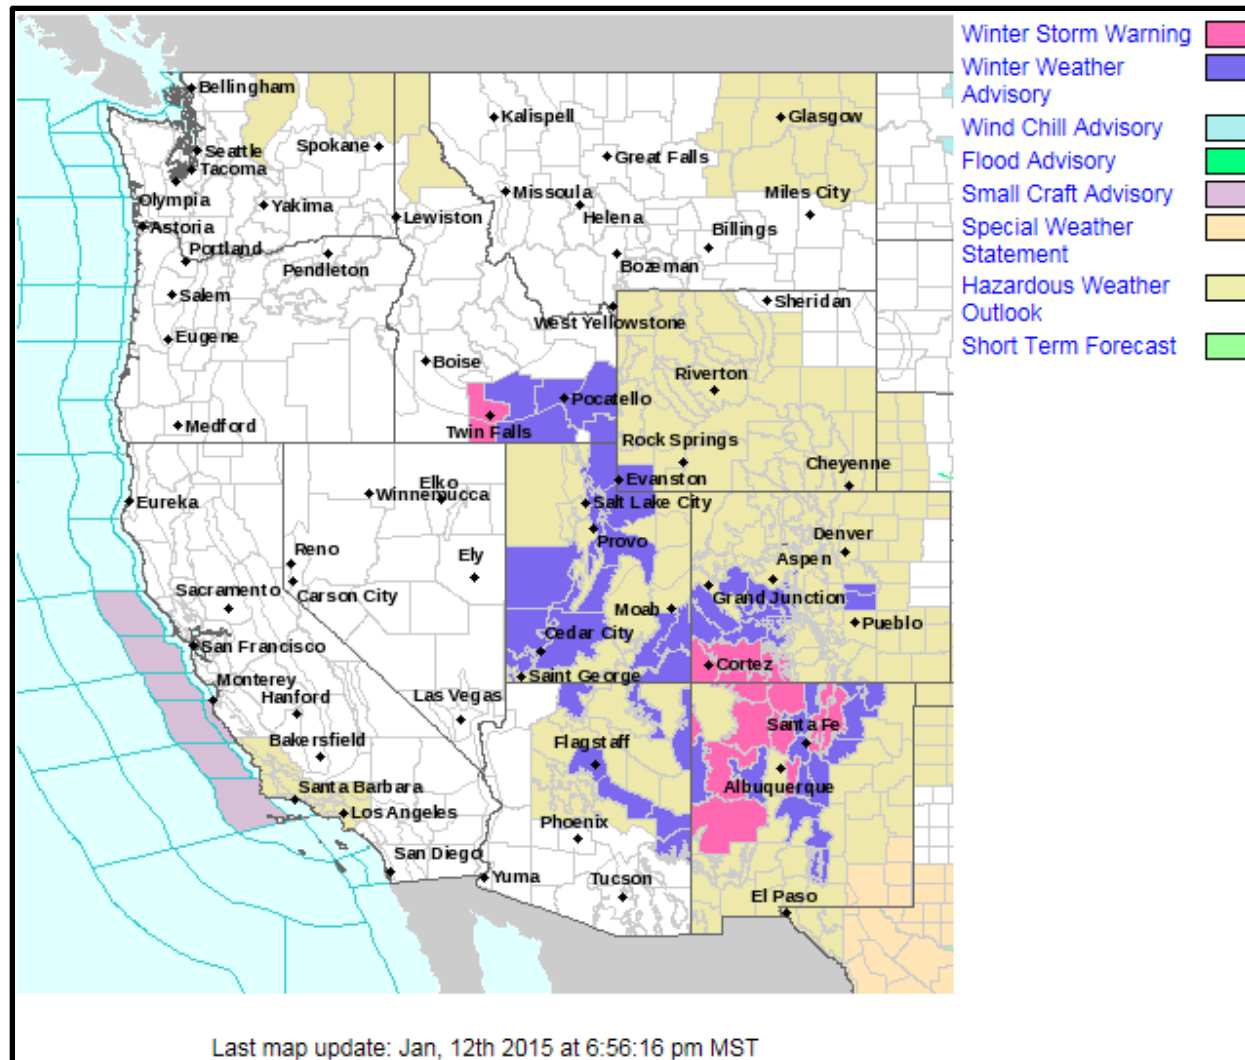 Winter Storm Warning
Winter Weather
Advisory
Wind Chill Advisory
Flood Advisory
Small Craft Advisory
Special Weather
Statement
Hazardous Weather
Outlook
Short Term Forecast
Bellingham
Kalispell
Glasgow
Seattle
Spokane
Great Falls
Tacoma
Missoula
Miles City
Olympia
Yakima
Lewiston
Helena
Astoria
Billings
Portland
Pendleton
Bozeman
Salem
Sheridan
West Yellowstone
Eugene
Boise
Riverton
Pocatello
Medford
Twin Falls
Rock Springs
Cheyenne
Elko
Evanston
Winnemucca
Eureka
Salt Lake City
Provo
Denver
Reno
Ely
Aspen
Sacramento
Carson City
Grand Junction
Moab
Pueblo
San Francisco
Cedar City
Cortez
Saint George
Monterey
Hanford
Las Vegas
Santa Fe
Bakersfield
Flagstaff
Santa Barbara
Albuquerque
Los Angeles
Phoenix
San Diego
Yuma
Tucson
El Paso
Last map update: Jan, 12th 2015 at 6:56:16 pm MST